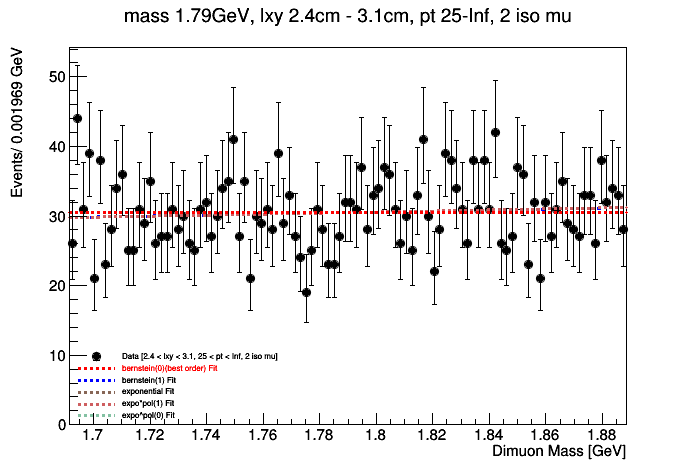 mass 1.79GeV, lxy 2.4cm - 3.1cm, pt 25-Inf, 2 iso mu
Events/ 0.001969 GeV
50
40
30
20
10
0
Data [2.4 < lxy < 3.1, 25 < pt < Inf, 2 iso mu]
bernstein(0)(best order) Fit
bernstein(1) Fit
exponential Fit
expo*pol(1) Fit
expo*pol(0) Fit
1.7 1.72 1.74 1.76 1.78 1.8 1.82 1.84 1.86 1.88
Dimuon Mass [GeV]